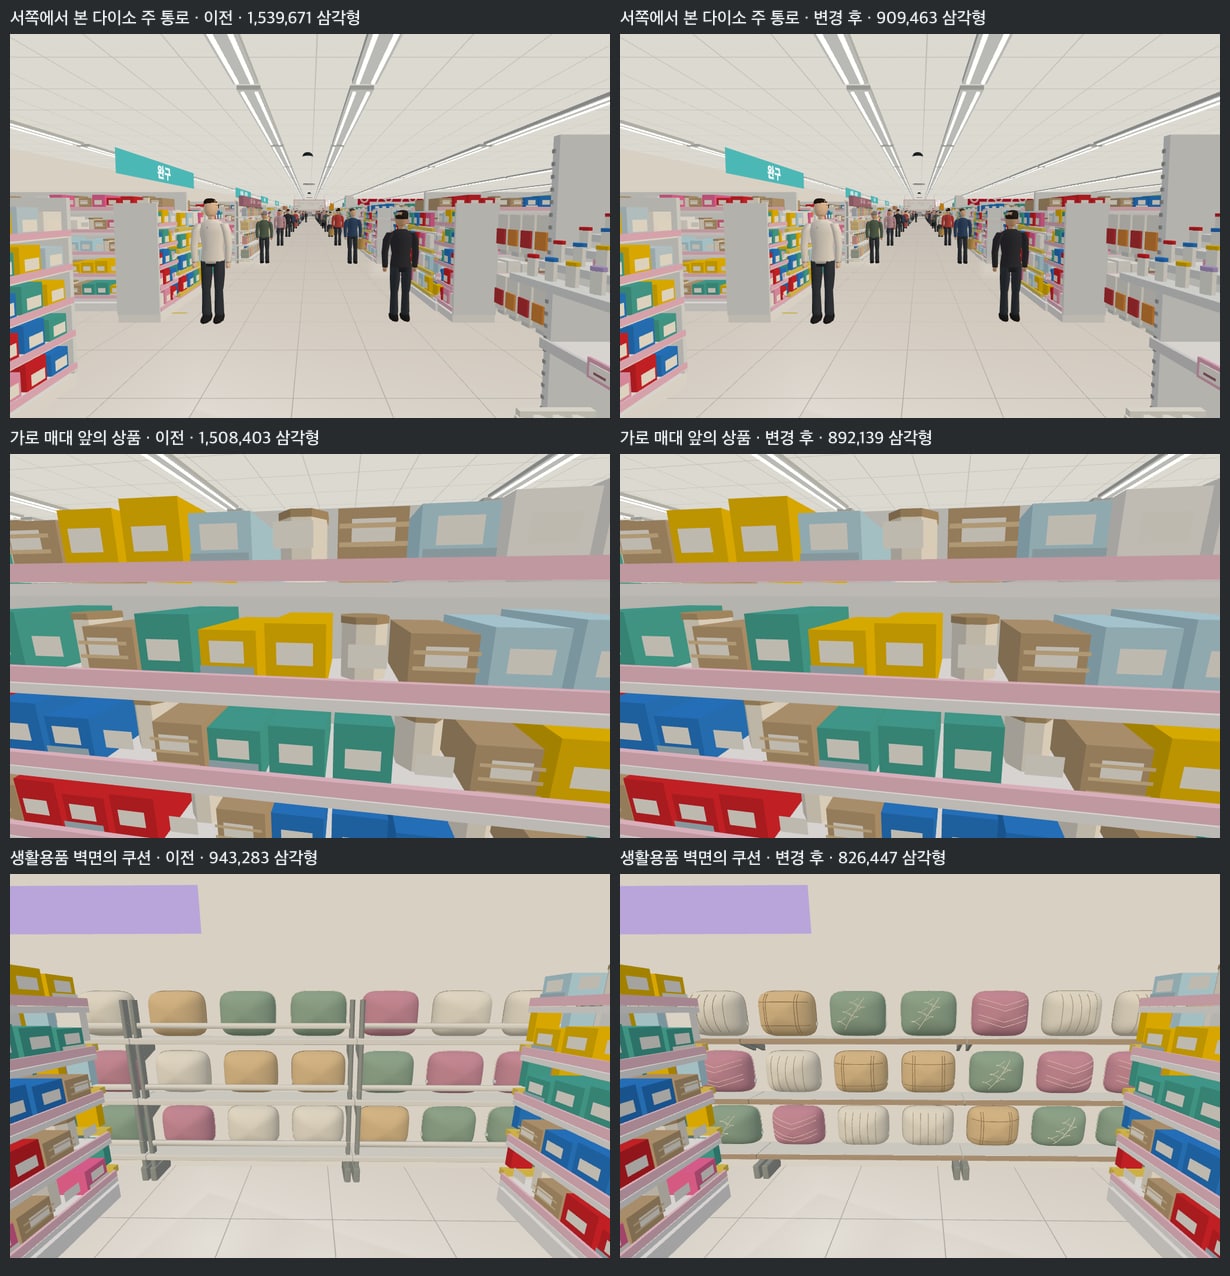 서쪽에서 본 다이소 주 통로 · 이전 · 1,539,671 삼각형
서쪽에서 본 다이소 주 통로 · 변경 후 · 909,463 삼각형
완구
완구
가로 매대 앞의 상품 · 이전 · 1,508,403 삼각형
가로 매대 앞의 상품 · 변경 후 · 892,139 삼각형
생활용품 벽면의 쿠션 · 이전 · 943,283 삼각형
생활용품 벽면의 쿠션 · 변경 후 · 826,447 삼각형